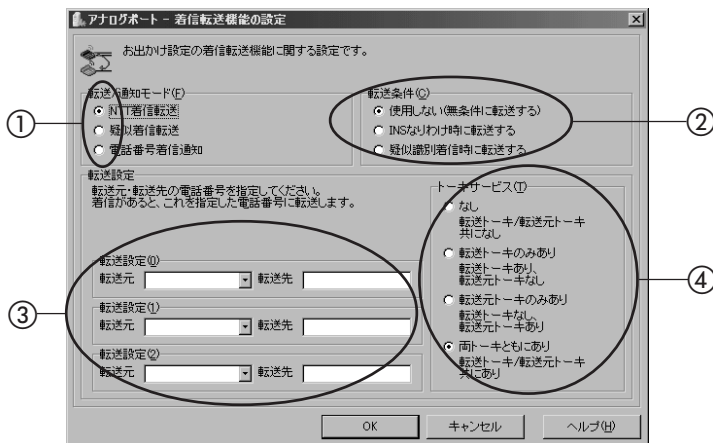 アナログポート - 着信転送機能の設定
お出かけ設定の着信転送機能に関する設定です。
転送/通知モード(F)
NTT着信転送
疑似着信転送
電話番号着信通知
①
転送条件(C)
使用しない(無条件に転送する)
INSなりわけ時に転送する
疑似識別着信時に転送する
②
転送設定
転送元・転送先の電話番号を指定してください。
着信があると、これを指定した電話番号に転送します。
転送設定(0)
転送元 転送先
転送設定(1)
転送元 転送先
転送設定(2)
転送元 転送先
③
トーキサービス(T)
なし
転送トーキ/転送元トーキ
共になし
転送トーキのみあり
転送トーキあり、
転送元トーキなし
転送元トーキのみあり
転送トーキなし、
転送元トーキあり
両トーキともにあり
転送トーキ/転送元トーキ
共にあり
④
OK キャンセル ヘルプ(H)